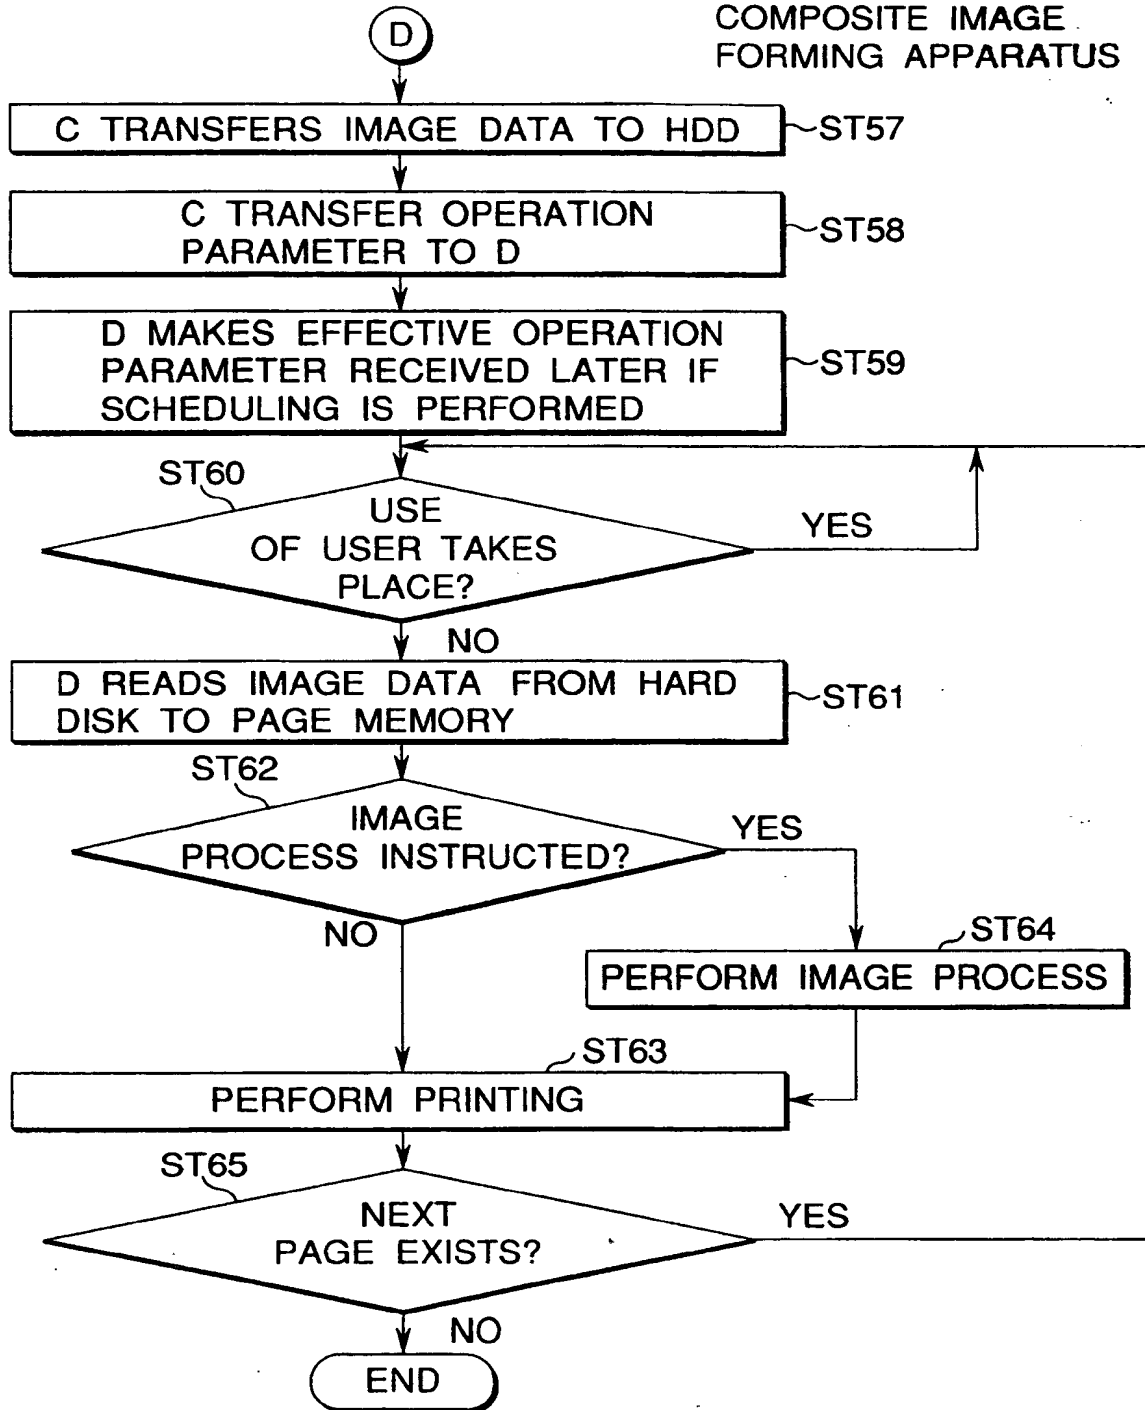 COMPOSITE IMAGE
FORMING APPARATUS
D
C TRANSFERS IMAGE DATA TO HDD
ST57
C TRANSFER OPERATION
PARAMETER TO D
ST58
D MAKES EFFECTIVE OPERATION
PARAMETER RECEIVED LATER IF
SCHEDULING IS PERFORMED
ST59
ST60
USE
OF USER TAKES
PLACE?
YES
NO
D READS IMAGE DATA FROM HARD
DISK TO PAGE MEMORY
ST61
ST62
IMAGE
PROCESS INSTRUCTED?
YES
NO
ST64
PERFORM IMAGE PROCESS
ST63
PERFORM PRINTING
ST65
NEXT
PAGE EXISTS?
YES
NO
END